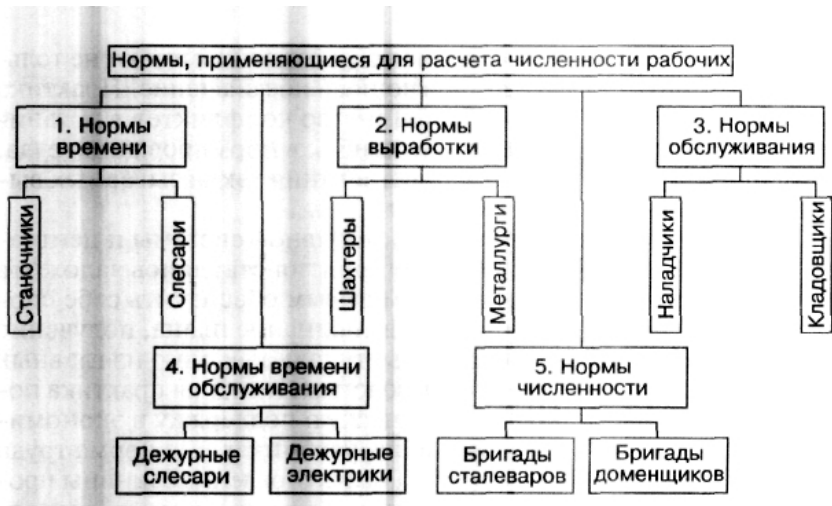 Нормы, применяющиеся для расчета численности рабочих
1. Нормы
времени
2. Нормы
выработки
3. Нормы
обслуживания
Станочники
Слесари
Шахтеры
Металлурги
Наладчики
Кладовщики
4. Нормы времени
обслуживания
5. Нормы
численности
Дежурные
слесари
Дежурные
электрики
Бригады
сталеваров
Бригады
доменщиков